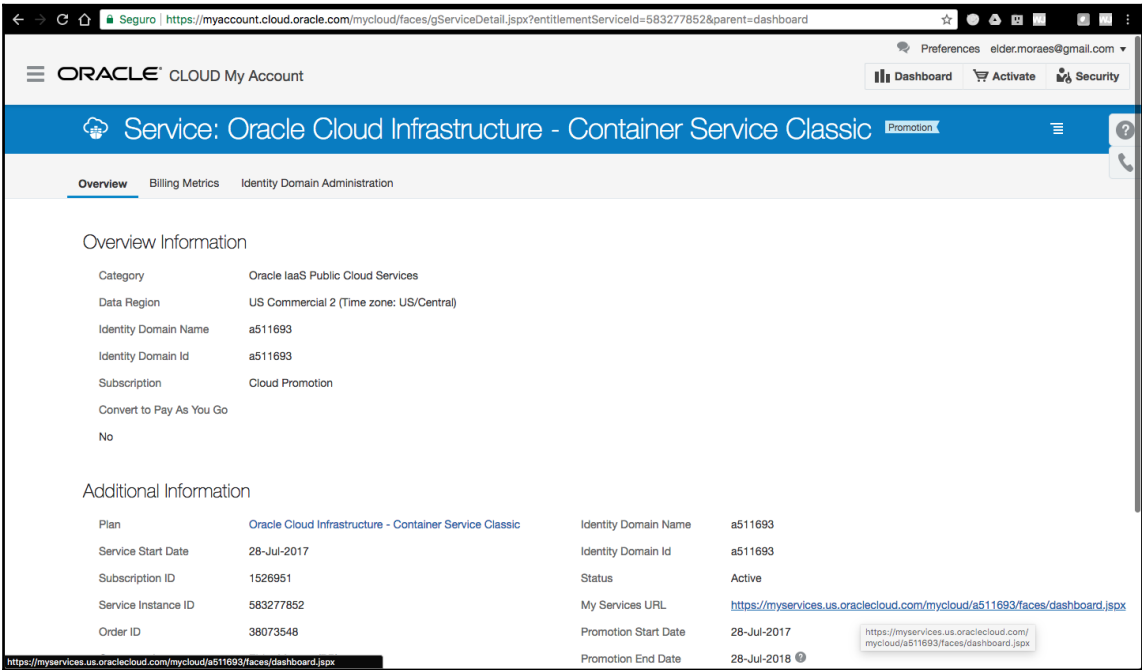 Seguro | https://myaccount.cloud.oracle.com/mycloud/faces/gServiceDetail.jspx?entitlementServiceId=583277852&parent=dashboard
Preferences elder.moraes@gmail.com
ORACLE CLOUD My Account
Dashboard Activate Security
Service: Oracle Cloud Infrastructure - Container Service Classic Promotion
Overview Billing Metrics Identity Domain Administration
Overview Information
Category Oracle IaaS Public Cloud Services
Data Region US Commercial 2 (Time zone: US/Central)
Identity Domain Name a511693
Identity Domain Id a511693
Subscription Cloud Promotion
Convert to Pay As You Go
No
Additional Information
Plan Oracle Cloud Infrastructure - Container Service Classic Identity Domain Name a511693
Service Start Date 28-Jul-2017 Identity Domain Id a511693
Subscription ID 1526951 Status Active
Service Instance ID 583277852 My Services URL https://myservices.us.oraclecloud.com/mycloud/a511693/faces/dashboard.jspx
Order ID 38073548 Promotion Start Date 28-Jul-2017
https://myservices.us.oraclecloud.com/
mycloud/a511693/faces/dashboard.jspx
Promotion End Date 28-Jul-2018
https://myservices.us.oraclecloud.com/mycloud/a511693/faces/dashboard.jspx